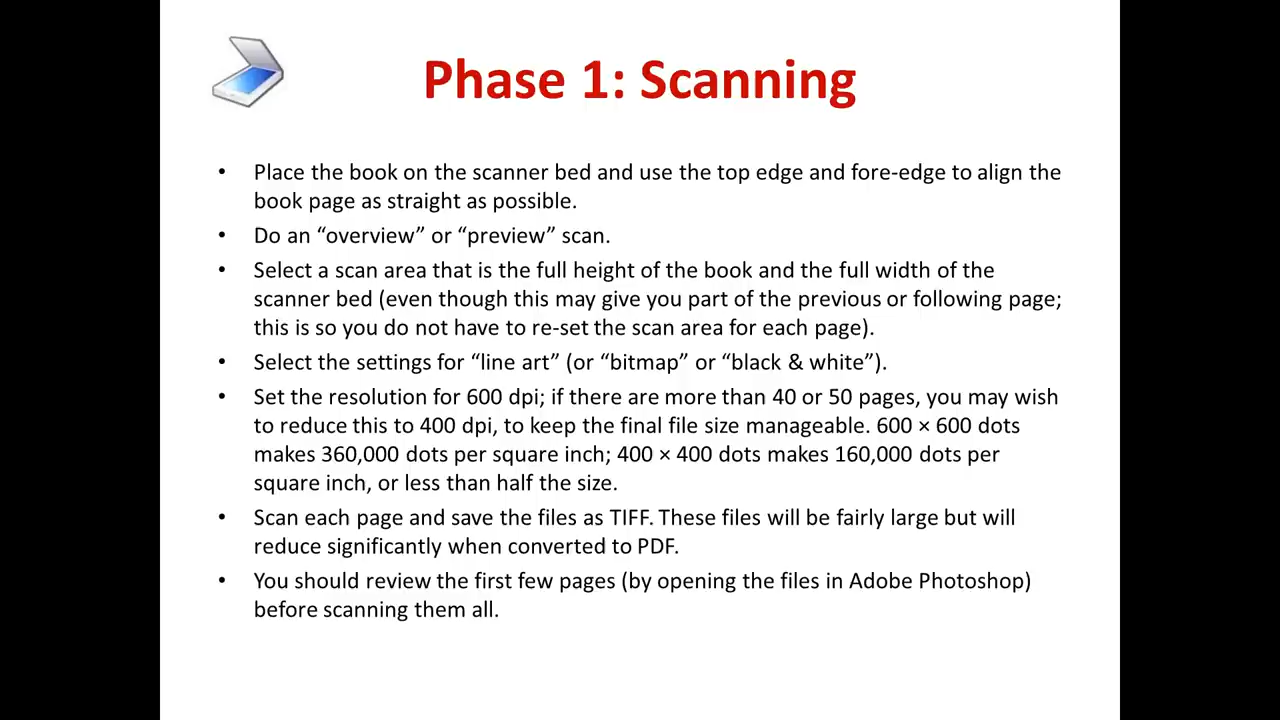 Phase 1: Scanning
• Place the book on the scanner bed and use the top edge and fore-edge to align the
book page as straight as possible.
• Do an “overview” or “preview” scan.
• Select a scan area that is the full height of the book and the full width of the
scanner bed (even though this may give you part of the previous or following page;
this is so you do not have to re-set the scan area for each page).
• Select the settings for “line art” (or “bitmap” or “black & white”).
• Set the resolution for 600 dpi; if there are more than 40 or 50 pages, you may wish
to reduce this to 400 dpi, to keep the final file size manageable. 600 × 600 dots
makes 360,000 dots per square inch; 400 × 400 dots makes 160,000 dots per
square inch, or less than half the size.
• Scan each page and save the files as TIFF. These files will be fairly large but will
reduce significantly when converted to PDF.
• You should review the first few pages (by opening the files in Adobe Photoshop)
before scanning them all.